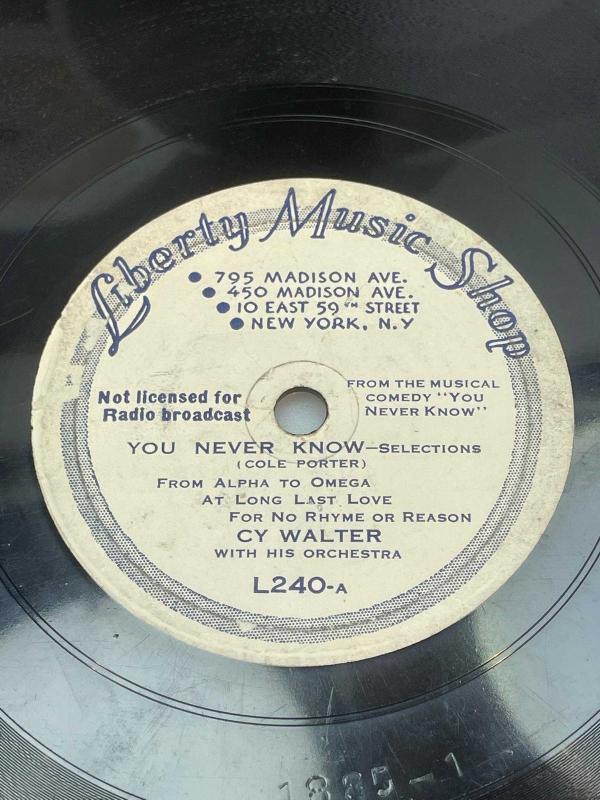 Liberty Music Shop
• 795 MADISON AVE.
• 450 MADISON AVE.
• 10 EAST 59TH STREET
• NEW YORK, N.Y
Not licensed for
Radio broadcast
FROM THE MUSICAL
COMEDY "YOU
NEVER KNOW"
YOU NEVER KNOW—SELECTIONS
(COLE PORTER)
FROM ALPHA TO OMEGA
AT LONG LAST LOVE
FOR NO RHYME OR REASON
CY WALTER
WITH HIS ORCHESTRA
L240-A